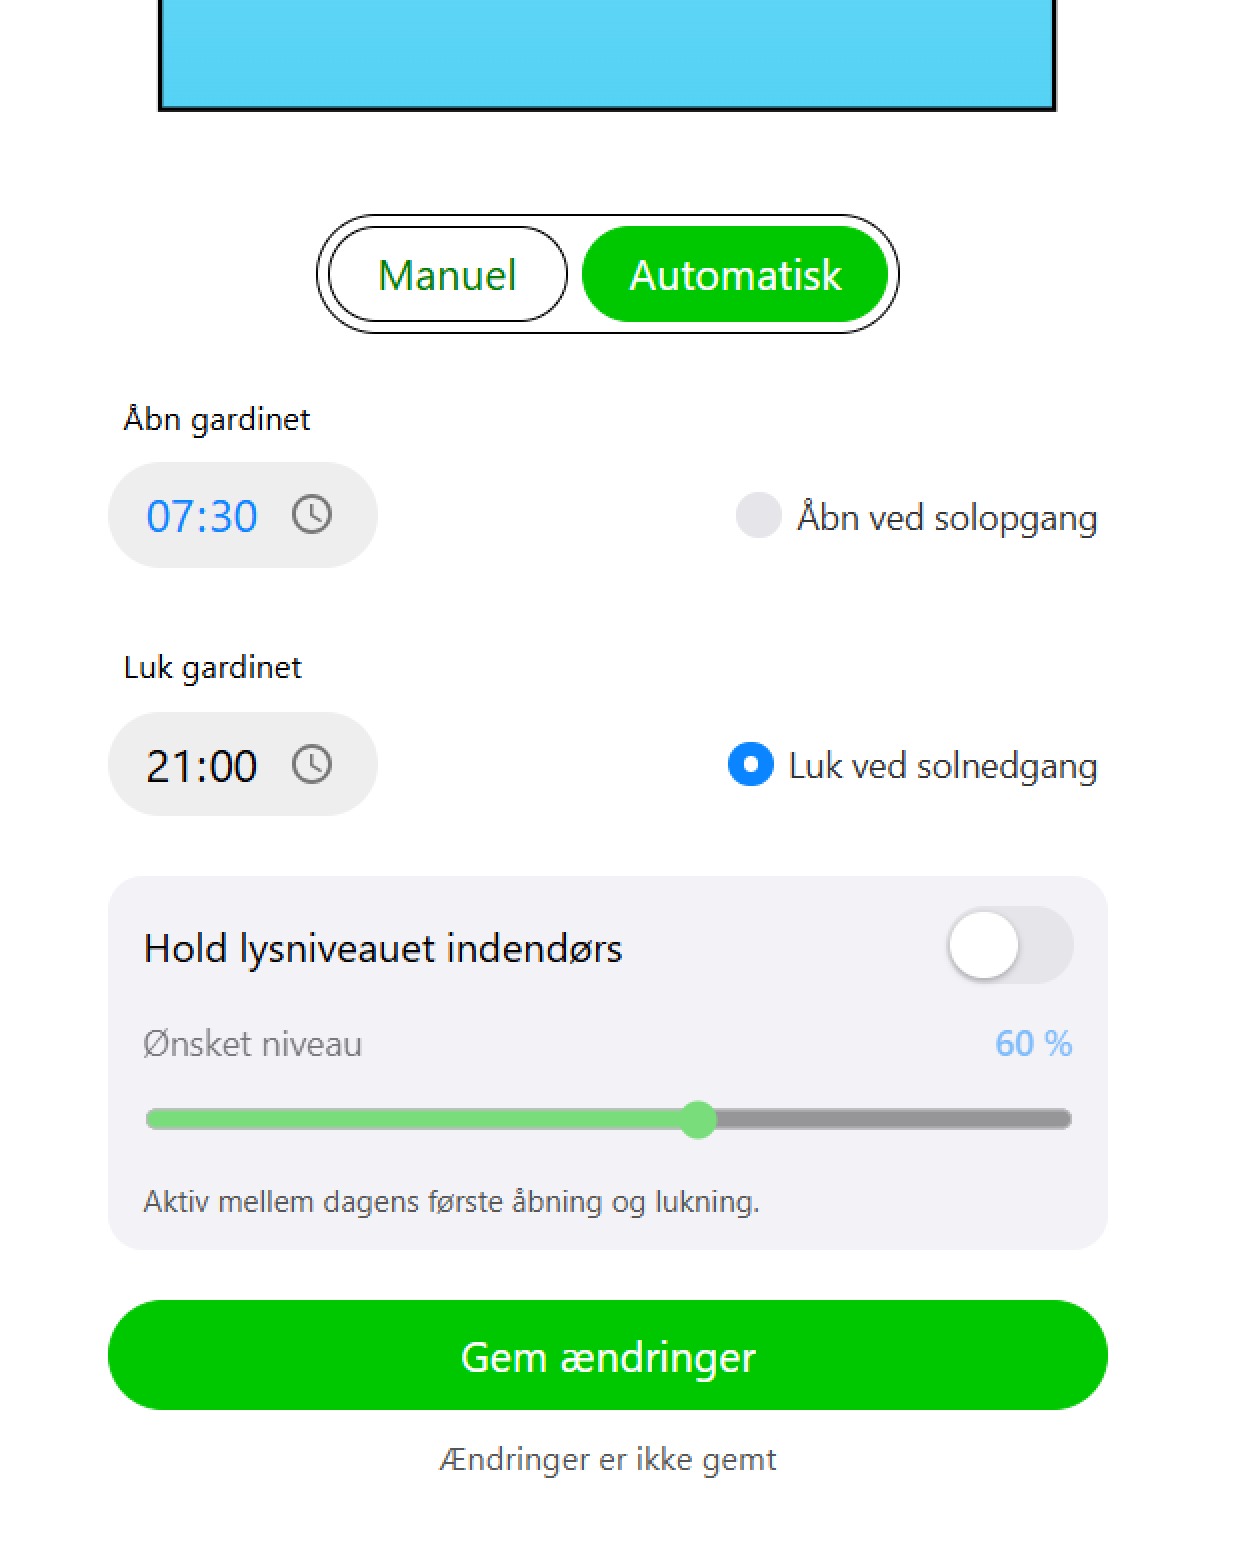 Manuel Automatisk
Åbn gardinet
07:30 Åbn ved solopgang
Luk gardinet
21:00 Luk ved solnedgang
Hold lysniveauet indendørs
Ønsket niveau 60 %
Aktiv mellem dagens første åbning og lukning.
Gem ændringer
Ændringer er ikke gemt